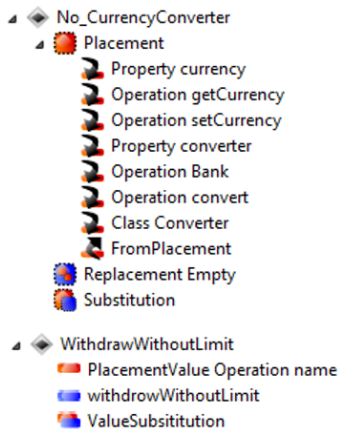 No_CurrencyConverter
Placement
Property currency
Operation getCurrency
Operation setCurrency
Property converter
Operation Bank
Operation convert
Class Converter
FromPlacement
Replacement Empty
Substitution
WithdrawWithoutLimit
PlacementValue Operation name
withdrowWithoutLimit
ValueSubsititution